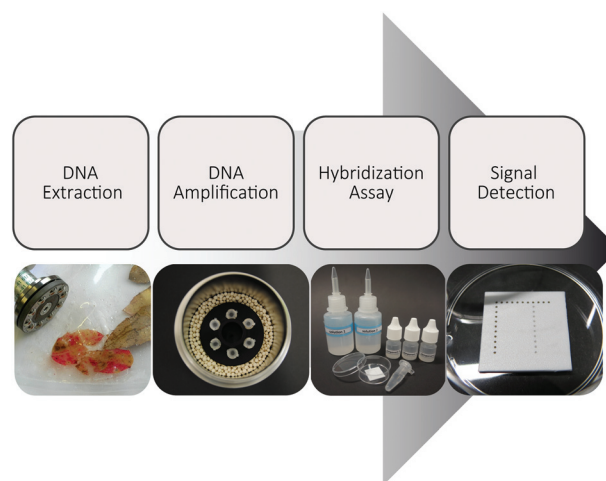 DNA
Extraction
DNA
Amplification
Hybridization
Assay
Signal
Detection